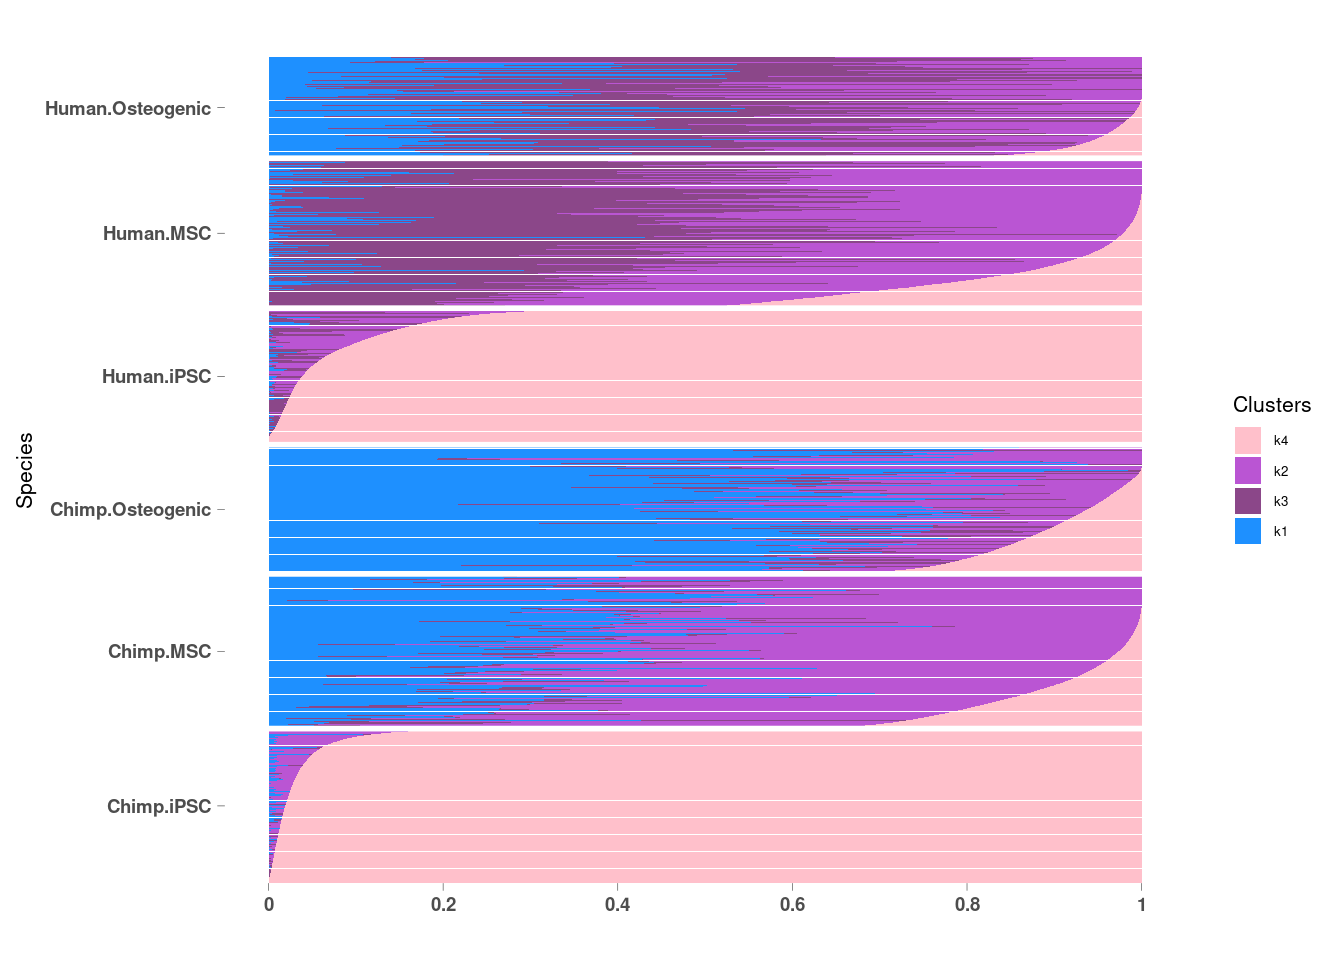 Human.Osteogenic
Human.MSC
Human.iPSC
Chimp.Osteogenic
Chimp.MSC
Chimp.iPSC
Species
0 0.2 0.4 0.6 0.8 1
Clusters
k4
k2
k3
k1